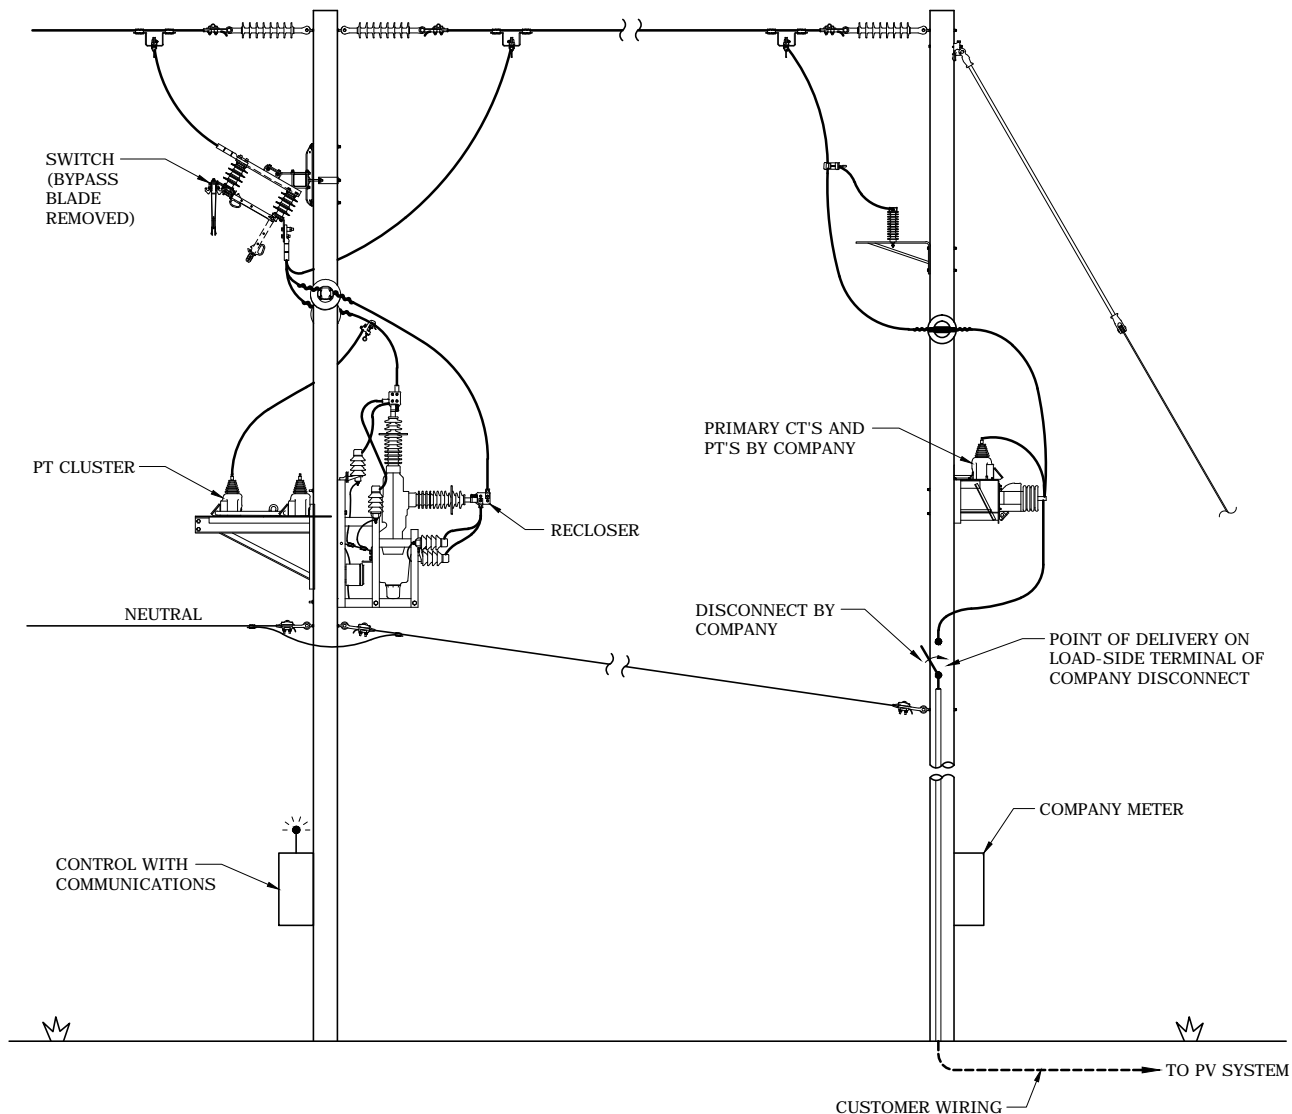 SWITCH
(BYPASS
BLADE
REMOVED)
PRIMARY CT'S AND
PT'S BY COMPANY
PT CLUSTER
RECLOSER
NEUTRAL
DISCONNECT BY
COMPANY
POINT OF DELIVERY ON
LOAD-SIDE TERMINAL OF
COMPANY DISCONNECT
COMPANY METER
CONTROL WITH
COMMUNICATIONS
TO PV SYSTEM
CUSTOMER WIRING